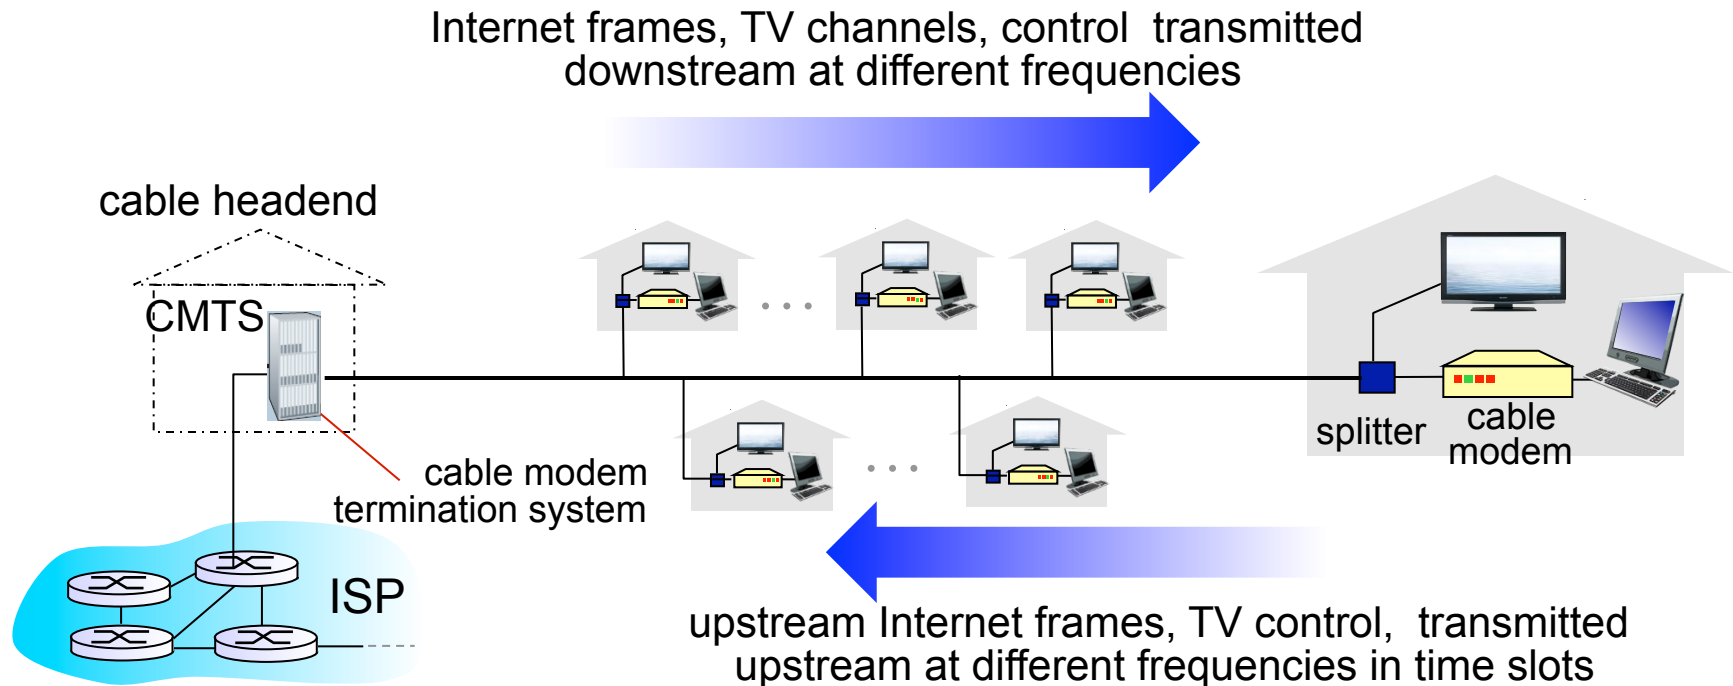 Internet frames, TV channels, control  transmitted
downstream at different frequencies
cable headend
CMTS
splitter
cable
modem
cable modem
termination system
ISP
upstream Internet frames, TV control,  transmitted
upstream at different frequencies in time slots